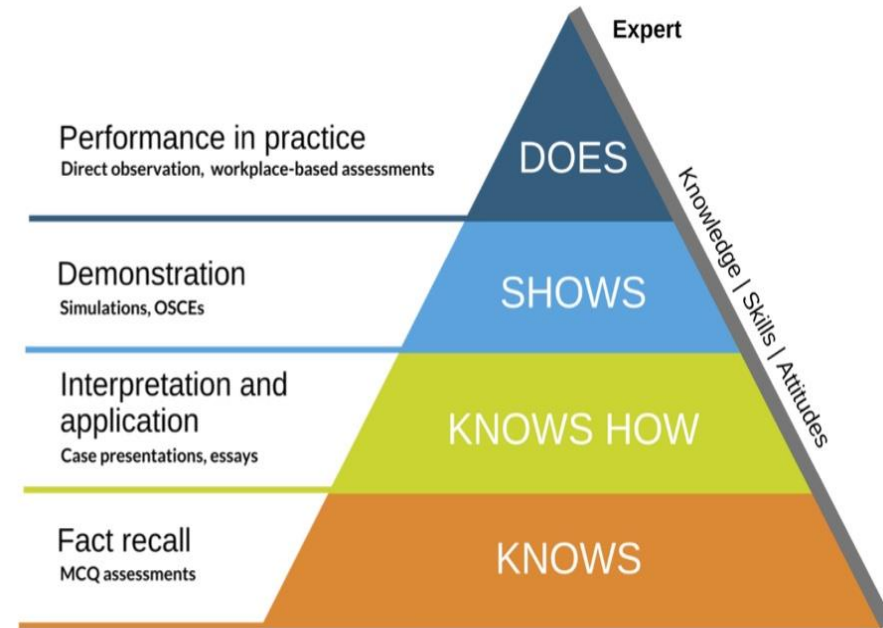 Expert
Performance in practice
Direct observation, workplace-based assessments
DOES
Knowledge | Skills | Attitudes
Demonstration
Simulations, OSCEs
SHOWS
Interpretation and
application
Case presentations, essays
KNOWS HOW
Fact recall
MCQ assessments
KNOWS